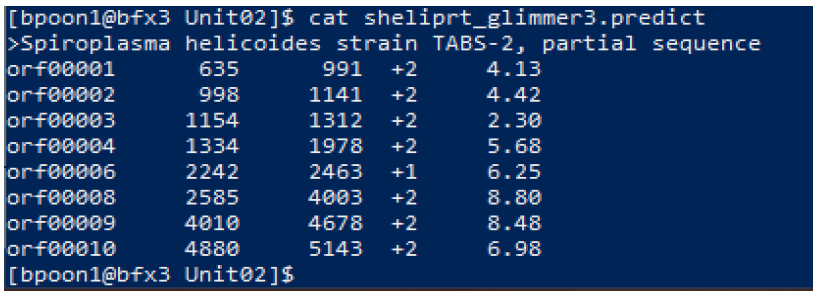 [bpoon1@bfx3 Unit02]$ cat sheliprt_glimmer3.predict
>Spiroplasma helicoides strain TABS-2, partial sequence
orf00001 635 991 +2 4.13
orf00002 998 1141 +2 4.42
orf00003 1154 1312 +2 2.30
orf00004 1334 1978 +2 5.68
orf00006 2242 2463 +1 6.25
orf00008 2585 4003 +2 8.80
orf00009 4010 4678 +2 8.48
orf00010 4880 5143 +2 6.98
[bpoon1@bfx3 Unit02]$